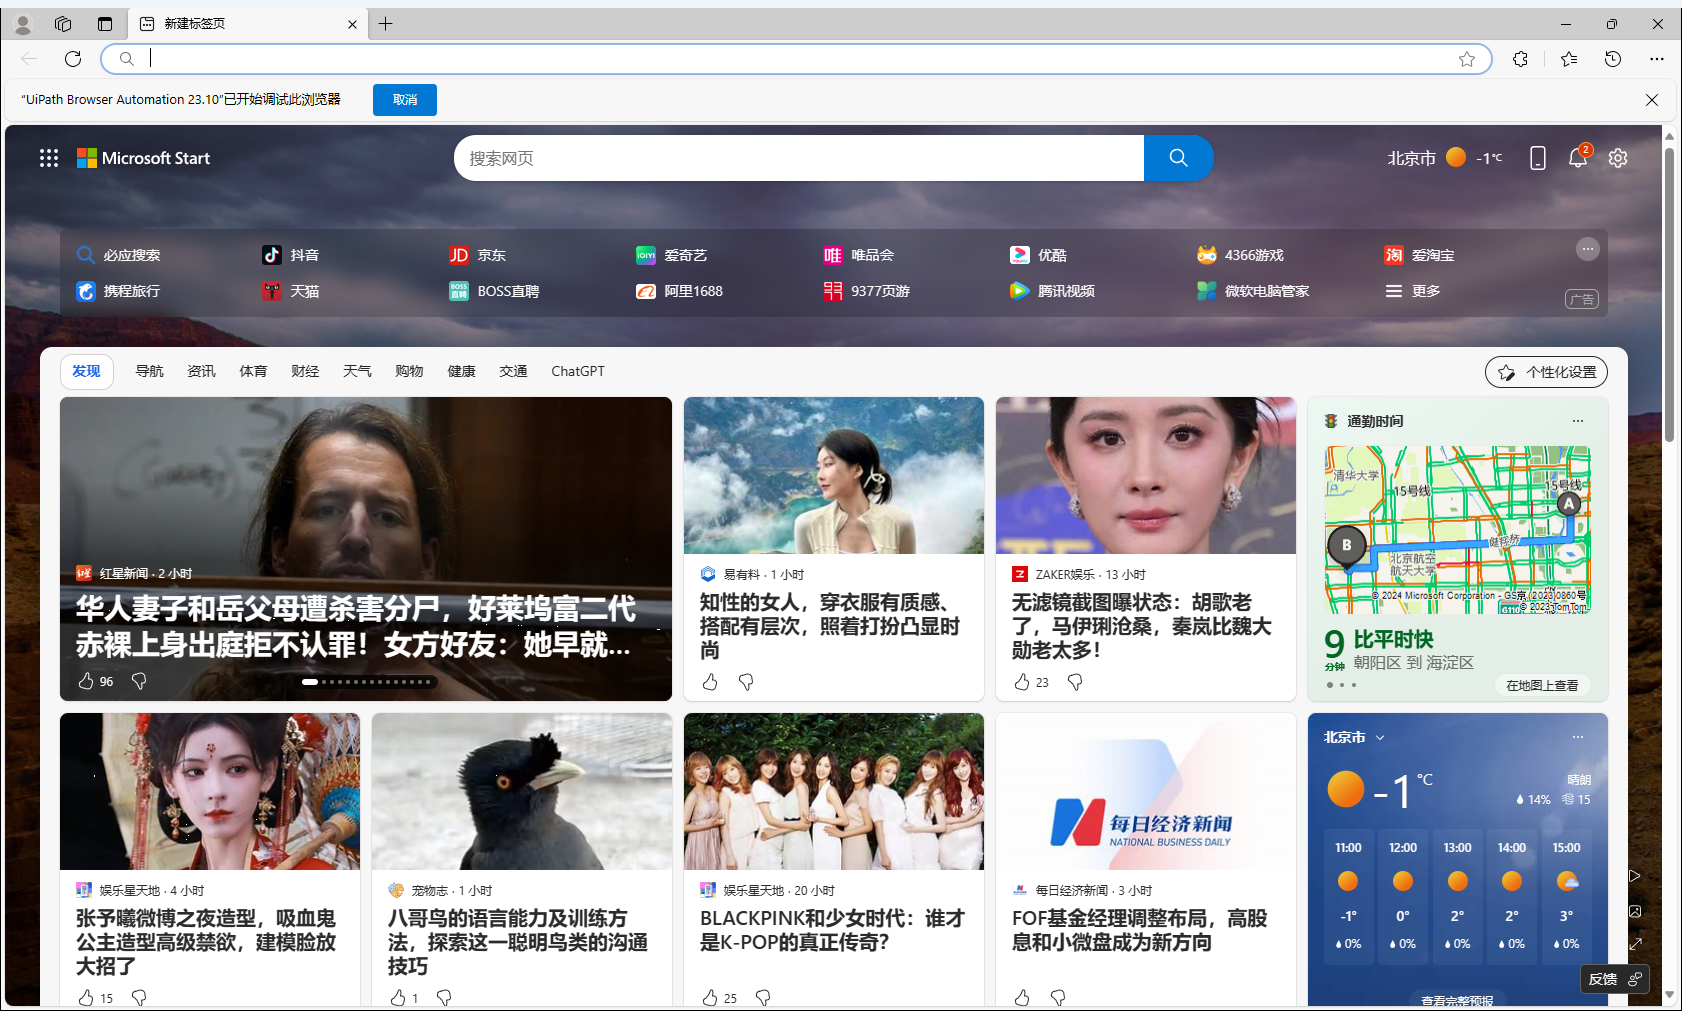 新建标签页
“UiPath Browser Automation 23.10”已开始调试此浏览器
取消
Microsoft Start
搜索网页
北京市
-1°C
2
必应搜索
抖音
京东
爱奇艺
唯品会
优酷
4366游戏
爱淘宝
携程旅行
天猫
BOSS直聘
阿里1688
9377页游
腾讯视频
微软电脑管家
更多
广告
发现
导航
资讯
体育
财经
天气
购物
健康
交通
ChatGPT
个性化设置
红星新闻 · 2 小时
华人妻子和岳父母遭杀害分尸，好莱坞富二代
赤裸上身出庭拒不认罪！女方好友：她早就...
96
易有料 · 1 小时
知性的女人，穿衣服有质感、
搭配有层次，照着打扮凸显时
尚
ZAKER娱乐 · 13 小时
无滤镜截图曝状态：胡歌老
了，马伊琍沧桑，秦岚比魏大
勋老太多！
23
通勤时间
清华大学
15号线
15号线
A
B
北京航空
航天大学
© 2024 Microsoft Corporation - GS京(2023)0860号
© 2023 TomTom
9
分钟
比平时快
朝阳区 到 海淀区
在地图上查看
娱乐星天地 · 4 小时
张予曦微博之夜造型，吸血鬼
公主造型高级禁欲，建模脸放
大招了
15
宠物志 · 1 小时
八哥鸟的语言能力及训练方
法，探索这一聪明鸟类的沟通
技巧
1
娱乐星天地 · 20 小时
BLACKPINK和少女时代：谁才
是K-POP的真正传奇？
25
每日经济新闻
NATIONAL BUSINESS DAILY
每日经济新闻 · 3 小时
FOF基金经理调整布局，高股
息和小微盘成为新方向
北京市
-1°C
晴朗
14%
15
11:00
12:00
13:00
14:00
15:00
-1°
0°
2°
2°
3°
0%
0%
0%
0%
0%
查看完整预报
反馈